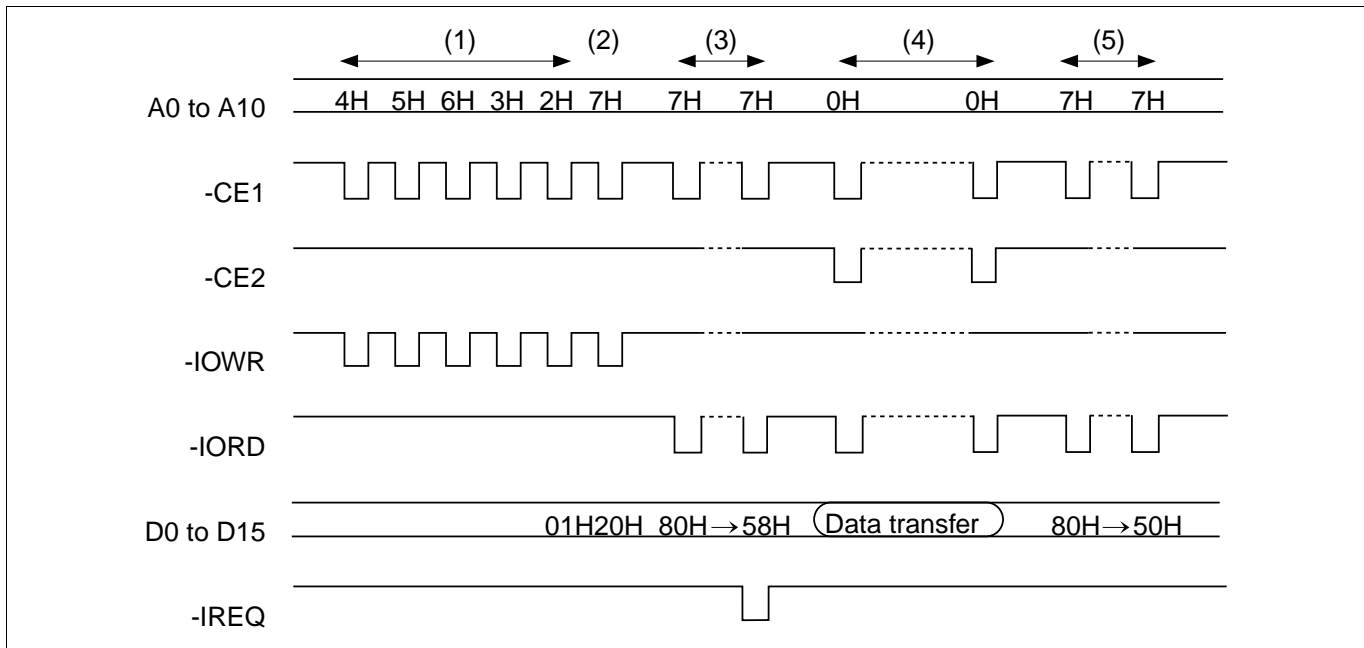 (1) (2) (3) (4) (5)
A0 to A10 4H 5H 6H 3H 2H 7H 7H 7H 0H 0H 7H 7H
-CE1
-CE2
-IOWR
-IORD
D0 to D15 01H20H 80H→58H Data transfer 80H→50H
-IREQ